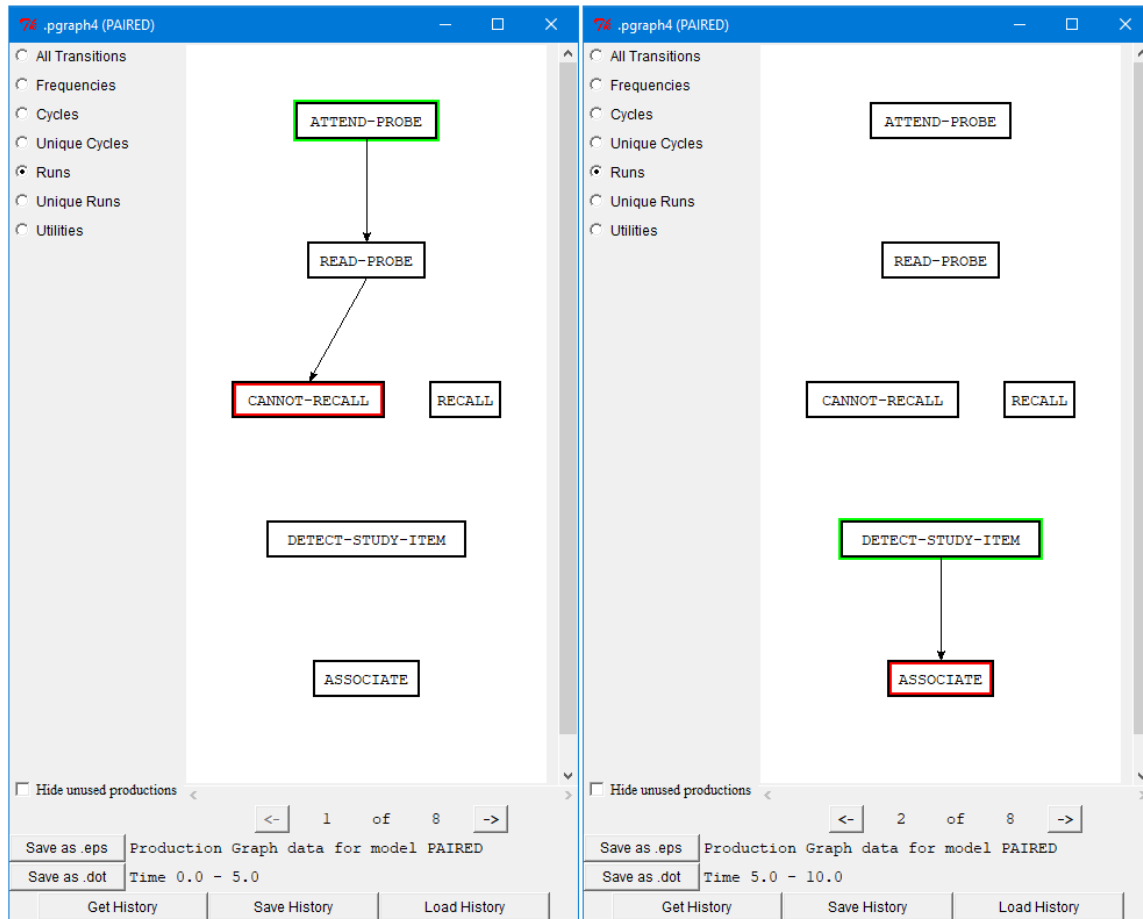 .pgraph4 (PAIRED)
All Transitions
Frequencies
Cycles
Unique Cycles
Runs
Unique Runs
Utilities
ATTEND-PROBE
READ-PROBE
CANNOT-RECALL RECALL
DETECT-STUDY-ITEM
ASSOCIATE
Hide unused productions
<- 1 of 8 ->
Save as .eps Production Graph data for model PAIRED
Save as .dot Time 0.0 - 5.0
Get History Save History Load History
.pgraph4 (PAIRED)
All Transitions
Frequencies
Cycles
Unique Cycles
Runs
Unique Runs
Utilities
ATTEND-PROBE
READ-PROBE
CANNOT-RECALL RECALL
DETECT-STUDY-ITEM
ASSOCIATE
Hide unused productions
<- 2 of 8 ->
Save as .eps Production Graph data for model PAIRED
Save as .dot Time 5.0 - 10.0
Get History Save History Load History